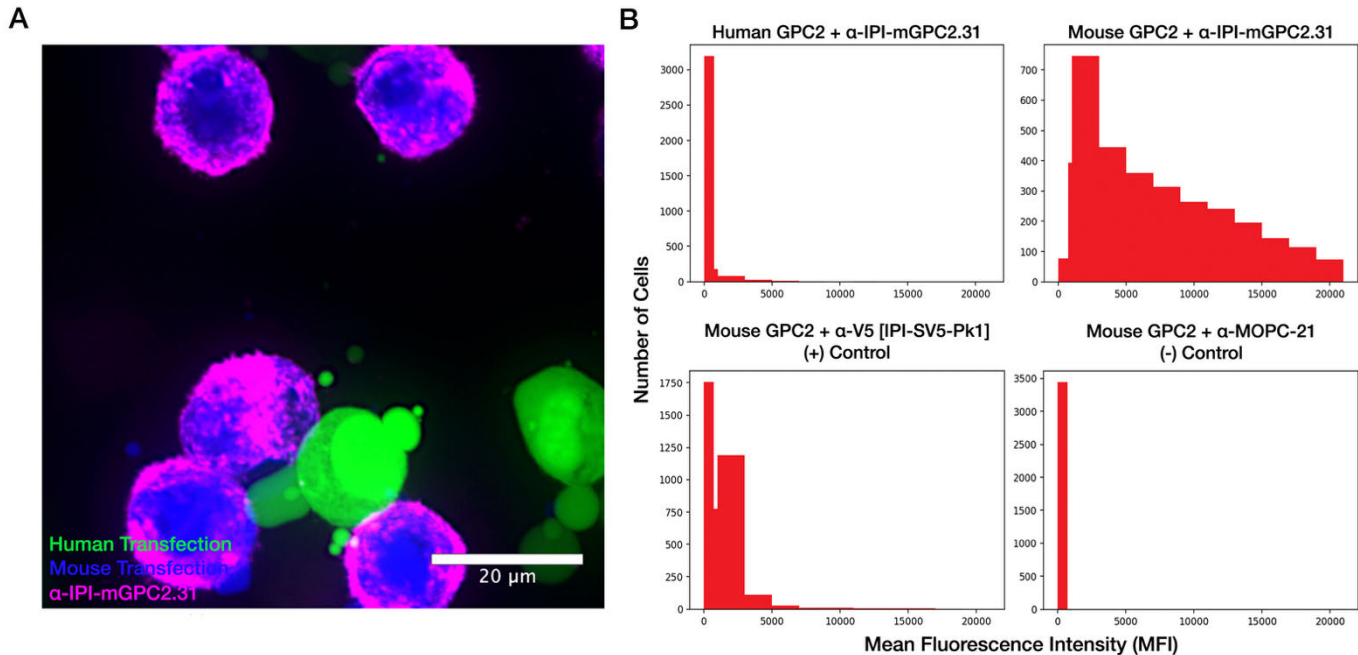 A
Human Transfection
Mouse Transfection
α-IPI-mGPC2.31
20 µm
B
Number of Cells
Human GPC2 + α-IPI-mGPC2.31
3000
2500
2000
1500
1000
500
0
0 5000 10000 15000 20000
Mouse GPC2 + α-IPI-mGPC2.31
700
600
500
400
300
200
100
0
0 5000 10000 15000 20000
Mouse GPC2 + α-V5 [IPI-SV5-Pk1]
(+) Control
1750
1500
1250
1000
750
500
250
0
0 5000 10000 15000 20000
Mouse GPC2 + α-MOPC-21
(-) Control
3500
3000
2500
2000
1500
1000
500
0
0 5000 10000 15000 20000
Mean Fluorescence Intensity (MFI)